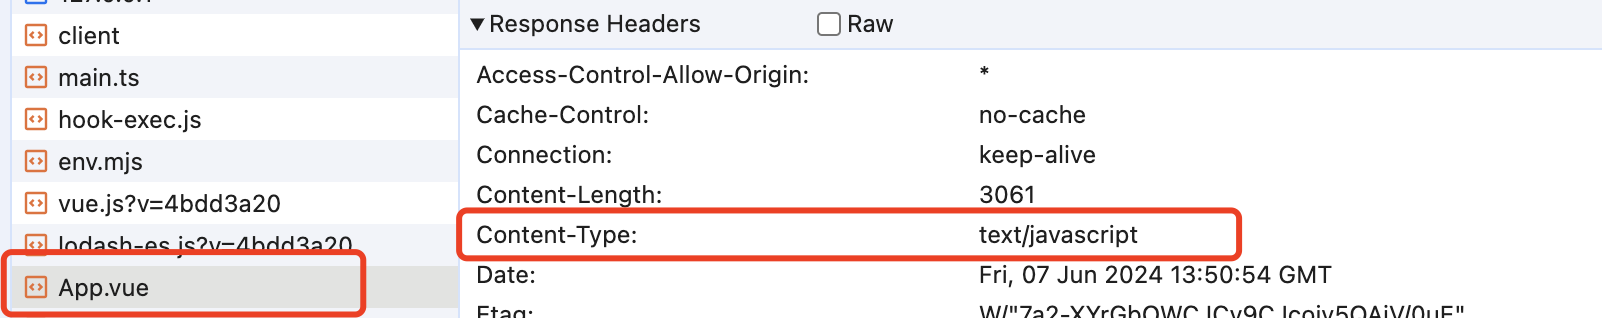 client
main.ts
hook-exec.js
env.mjs
vue.js?v=4bdd3a20
lodash-es.js?v=4bdd3a20
App.vue
Response Headers
Raw
Access-Control-Allow-Origin: *
Cache-Control: no-cache
Connection: keep-alive
Content-Length: 3061
Content-Type: text/javascript
Date: Fri, 07 Jun 2024 13:50:54 GMT
Etag: